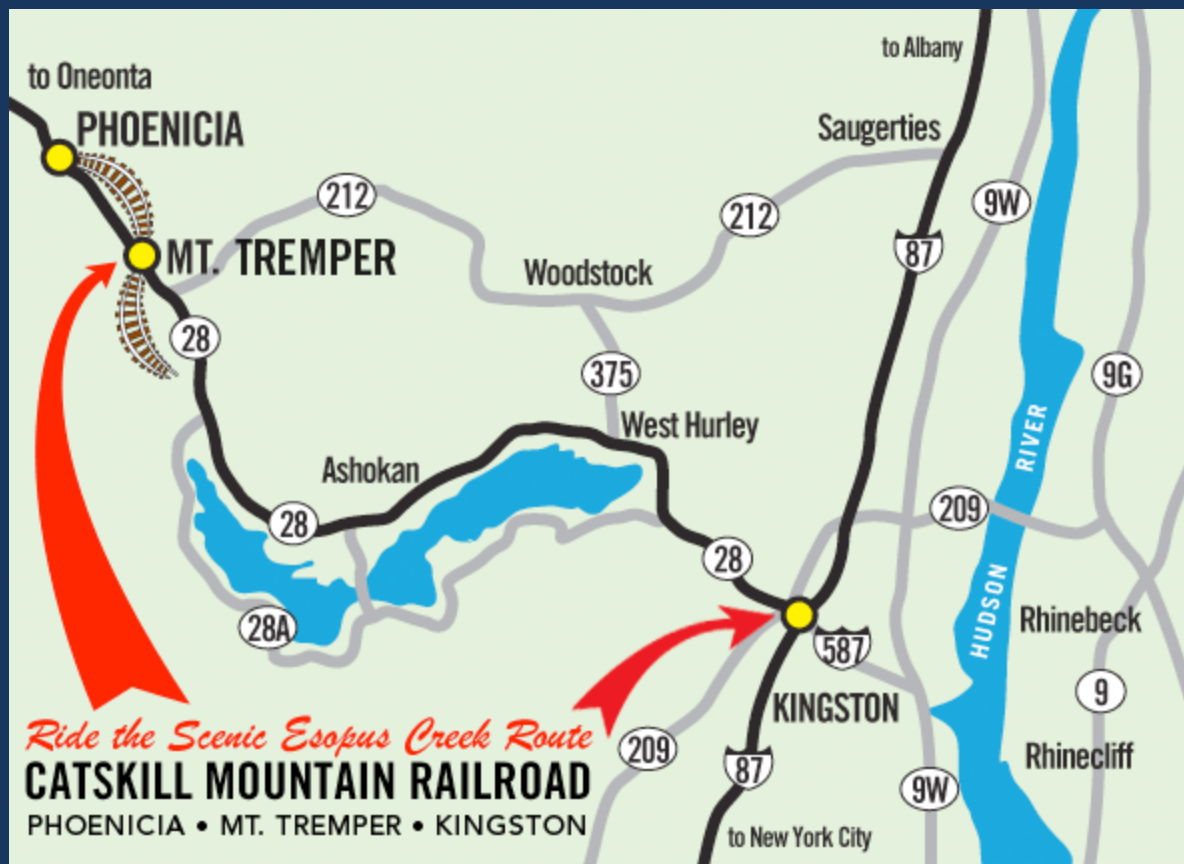 to Oneonta
PHOENICIA
to Albany
Saugerties
212
212
9W
87
MT. TREMPER
Woodstock
28
375
9G
West Hurley
RIVER
Ashokan
209
28
28
HUDSON
28A
Rhinebeck
587
9
KINGSTON
Ride the Scenic Esopus Creek Route
209
Rhinecliff
87
CATSKILL MOUNTAIN RAILROAD
9W
PHOENICIA • MT. TREMPER • KINGSTON
to New York City